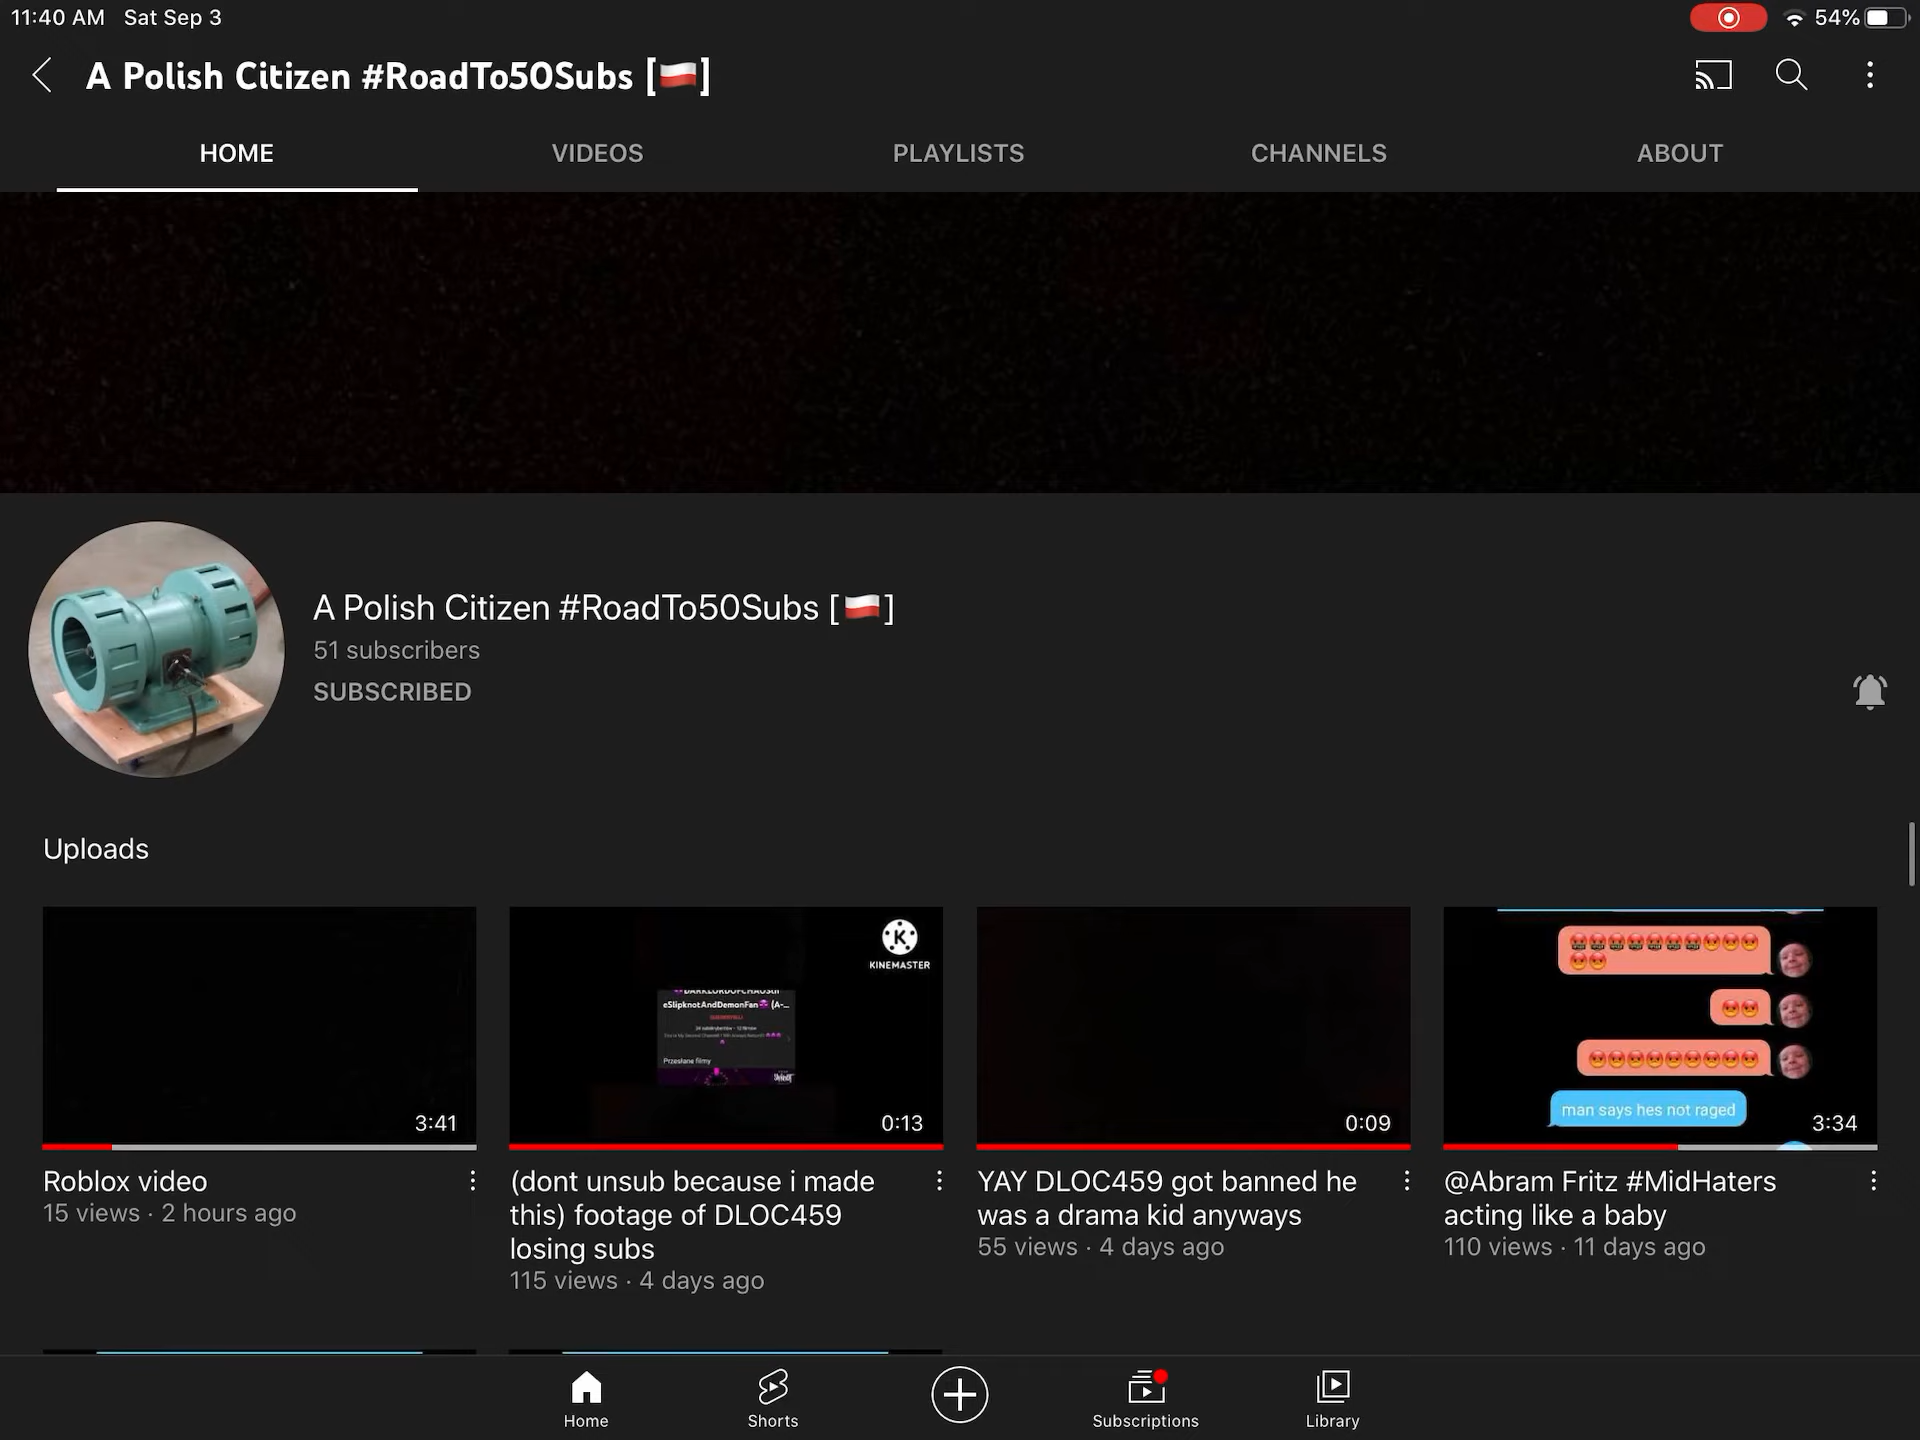 11:40 AM Sat Sep 3
54%
A Polish Citizen #RoadTo50Subs [🇵🇱]
HOME VIDEOS PLAYLISTS CHANNELS ABOUT
A Polish Citizen #RoadTo50Subs [🇵🇱]
51 subscribers
SUBSCRIBED
Uploads
K
KINEMASTER
eSlipknotAndDemonFan😈 (A-...
Przesłane filmy
man says hes not raged
3:41
0:13
0:09
3:34
Roblox video
15 views · 2 hours ago
(dont unsub because i made
this) footage of DLOC459
losing subs
115 views · 4 days ago
YAY DLOC459 got banned he
was a drama kid anyways
55 views · 4 days ago
@Abram Fritz #MidHaters
acting like a baby
110 views · 11 days ago
Home Shorts Subscriptions Library